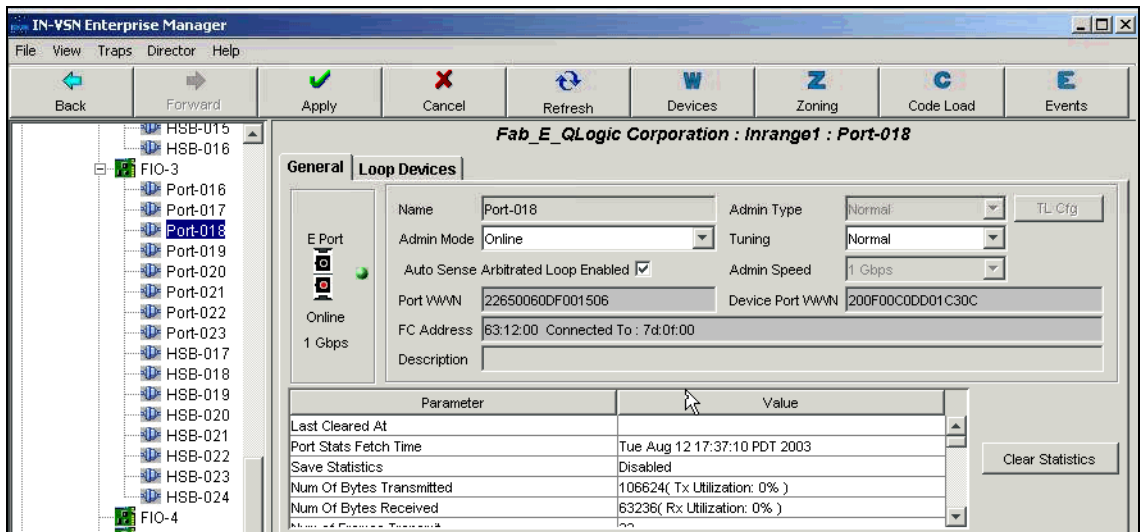 IN-VSN Enterprise Manager
File View Traps Director Help
Back Forward Apply Cancel Refresh Devices Zoning Code Load Events
W Z C E
HSB-015
HSB-016
FIO-3
Port-016
Port-017
Port-018
Port-019
Port-020
Port-021
Port-022
Port-023
HSB-017
HSB-018
HSB-019
HSB-020
HSB-021
HSB-022
HSB-023
HSB-024
FIO-4
Fab_E_QLogic Corporation : Inrange1 : Port-018
General Loop Devices
E Port
Online
1 Gbps
Name Port-018 Admin Type Normal TL Cfg
Admin Mode Online Tuning Normal
Auto Sense Arbitrated Loop Enabled Admin Speed 1 Gbps
Port WWN 22650060DF001506 Device Port WWN 200F00C0DD01C30C
FC Address 63:12:00 Connected To : 7d:0f:00
Description
Parameter Value
Last Cleared At
Port Stats Fetch Time Tue Aug 12 17:37:10 PDT 2003
Save Statistics Disabled
Num Of Bytes Transmitted 106624( Tx Utilization: 0% )
Num Of Bytes Received 63236( Rx Utilization: 0% )
Clear Statistics